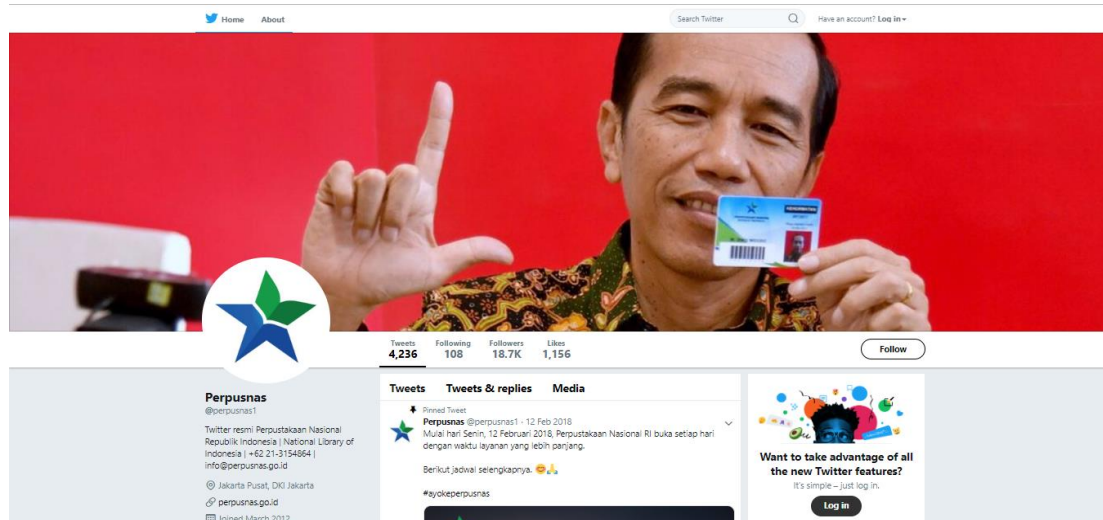 Home About
Search Twitter
Have an account? Log in
PERPUSTAKAAN NASIONAL
Tweets Following Followers Likes
4,236 108 18.7K 1,156
Follow
Perpusnas
@perpusnas1
Twitter resmi Perpustakaan Nasional
Republik Indonesia | National Library of
Indonesia | +62 21-3154864 |
info@perpusnas.go.id
Jakarta Pusat, DKI Jakarta
perpusnas.go.id
Joined March 2012
Tweets Tweets & replies Media
Pinned Tweet
Perpusnas @perpusnas1 · 12 Feb 2018
Mulai hari Senin, 12 Februari 2018, Perpustakaan Nasional RI buka setiap hari
dengan waktu layanan yang lebih panjang.
Berikut jadwal selengkapnya. 😊🙏
#ayokeperpusnas
Want to take advantage of all
the new Twitter features?
It's simple – just log in.
Log in